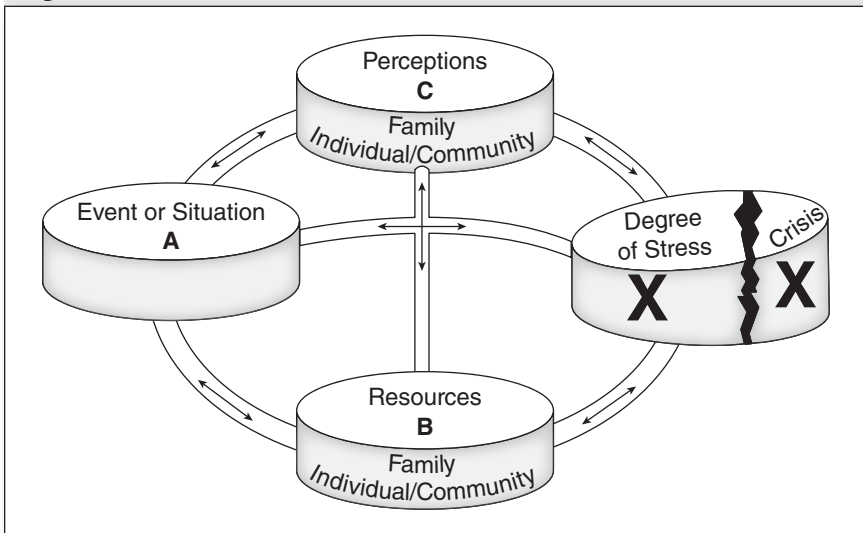 Perceptions
C
Family
Individual/Community
Event or Situation
A
Degree
of Stress
Crisis
X
X
Resources
B
Family
Individual/Community